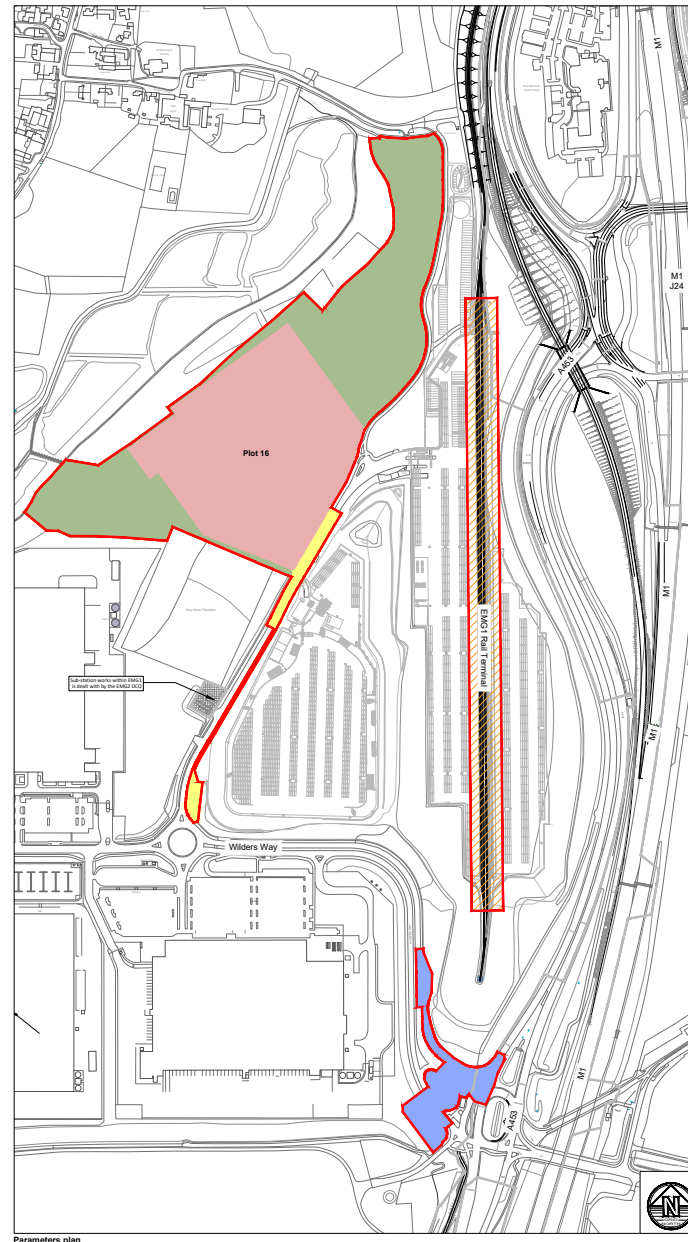 M1
M1
J24
A453
Plot 16
M1
EMG1 Rail Terminal
Sub-station works within EMG1
is dealt with by the EMG2 DCO
M1
Wilders Way
M1
A453
N
Parameters plan